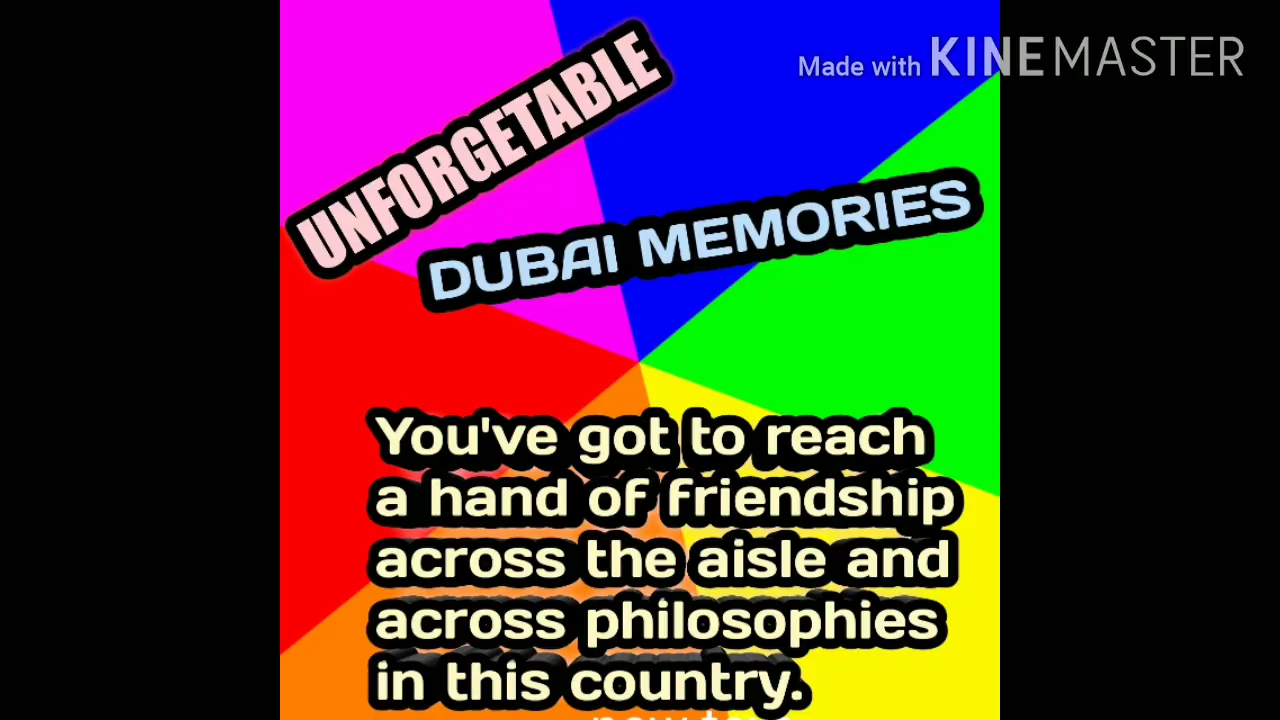 Made with KINEMASTER
UNFORGETABLE
DUBAI MEMORIES
You've got to reach
a hand of friendship
across the aisle and
across philosophies
in this country.